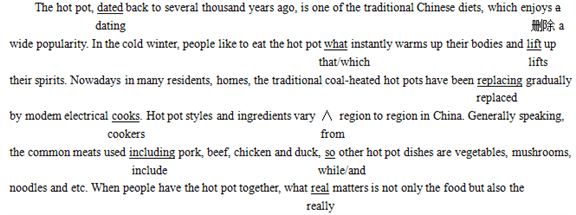 The hot pot, dated back to several thousand years ago, is one of the traditional Chinese diets, which enjoys a
dating 删除 a
wide popularity. In the cold winter, people like to eat the hot pot what instantly warms up their bodies and lift up
that/which lifts
their spirits. Nowadays in many residents, homes, the traditional coal-heated hot pots have been replacing gradually
replaced
by modem electrical cooks. Hot pot styles and ingredients vary ∧ region to region in China. Generally speaking,
cookers from
the common meats used including pork, beef, chicken and duck, so other hot pot dishes are vegetables, mushrooms,
include while/and
noodles and etc. When people have the hot pot together, what real matters is not only the food but also the
really